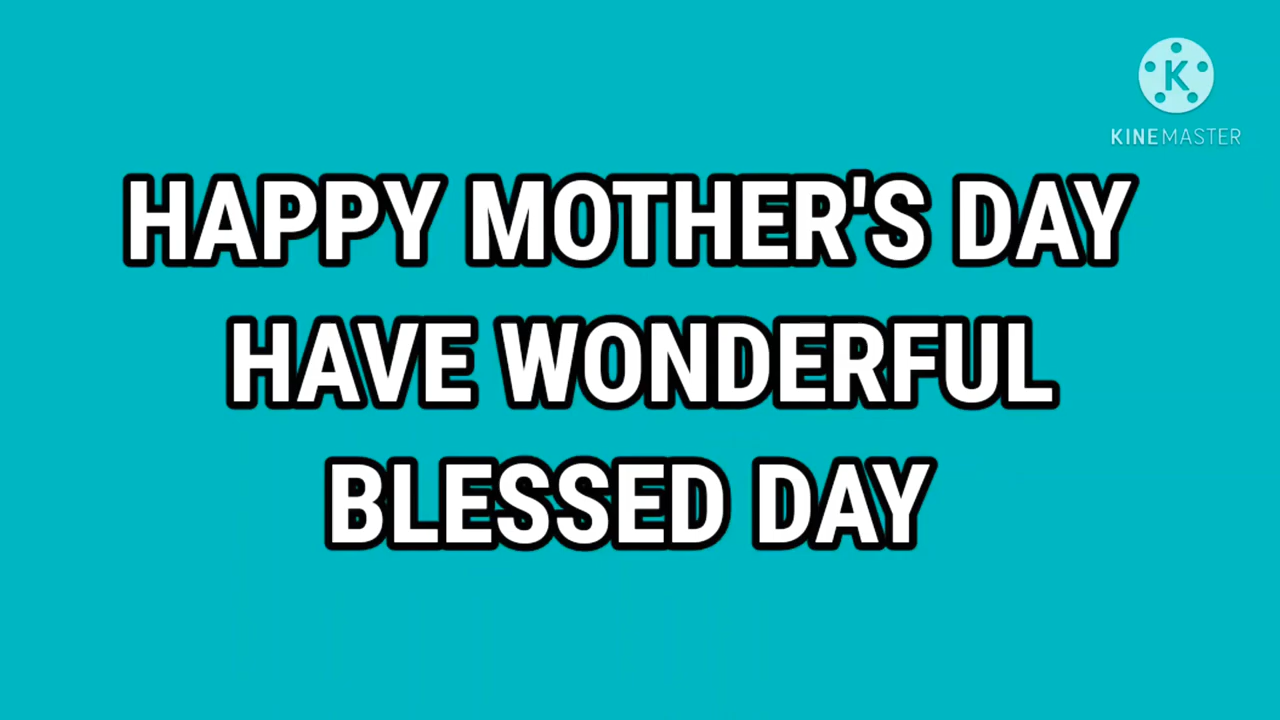 K
KINEMASTER
HAPPY MOTHER'S DAY
HAVE WONDERFUL
BLESSED DAY